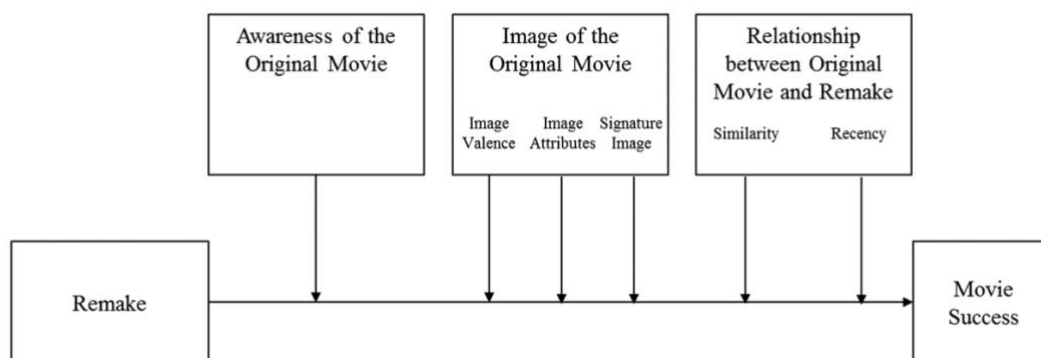 Awareness of the
Original Movie
Image of the
Original Movie
Image Valence
Image Attributes
Signature Image
Relationship
between Original
Movie and Remake
Similarity
Recency
Remake
Movie
Success